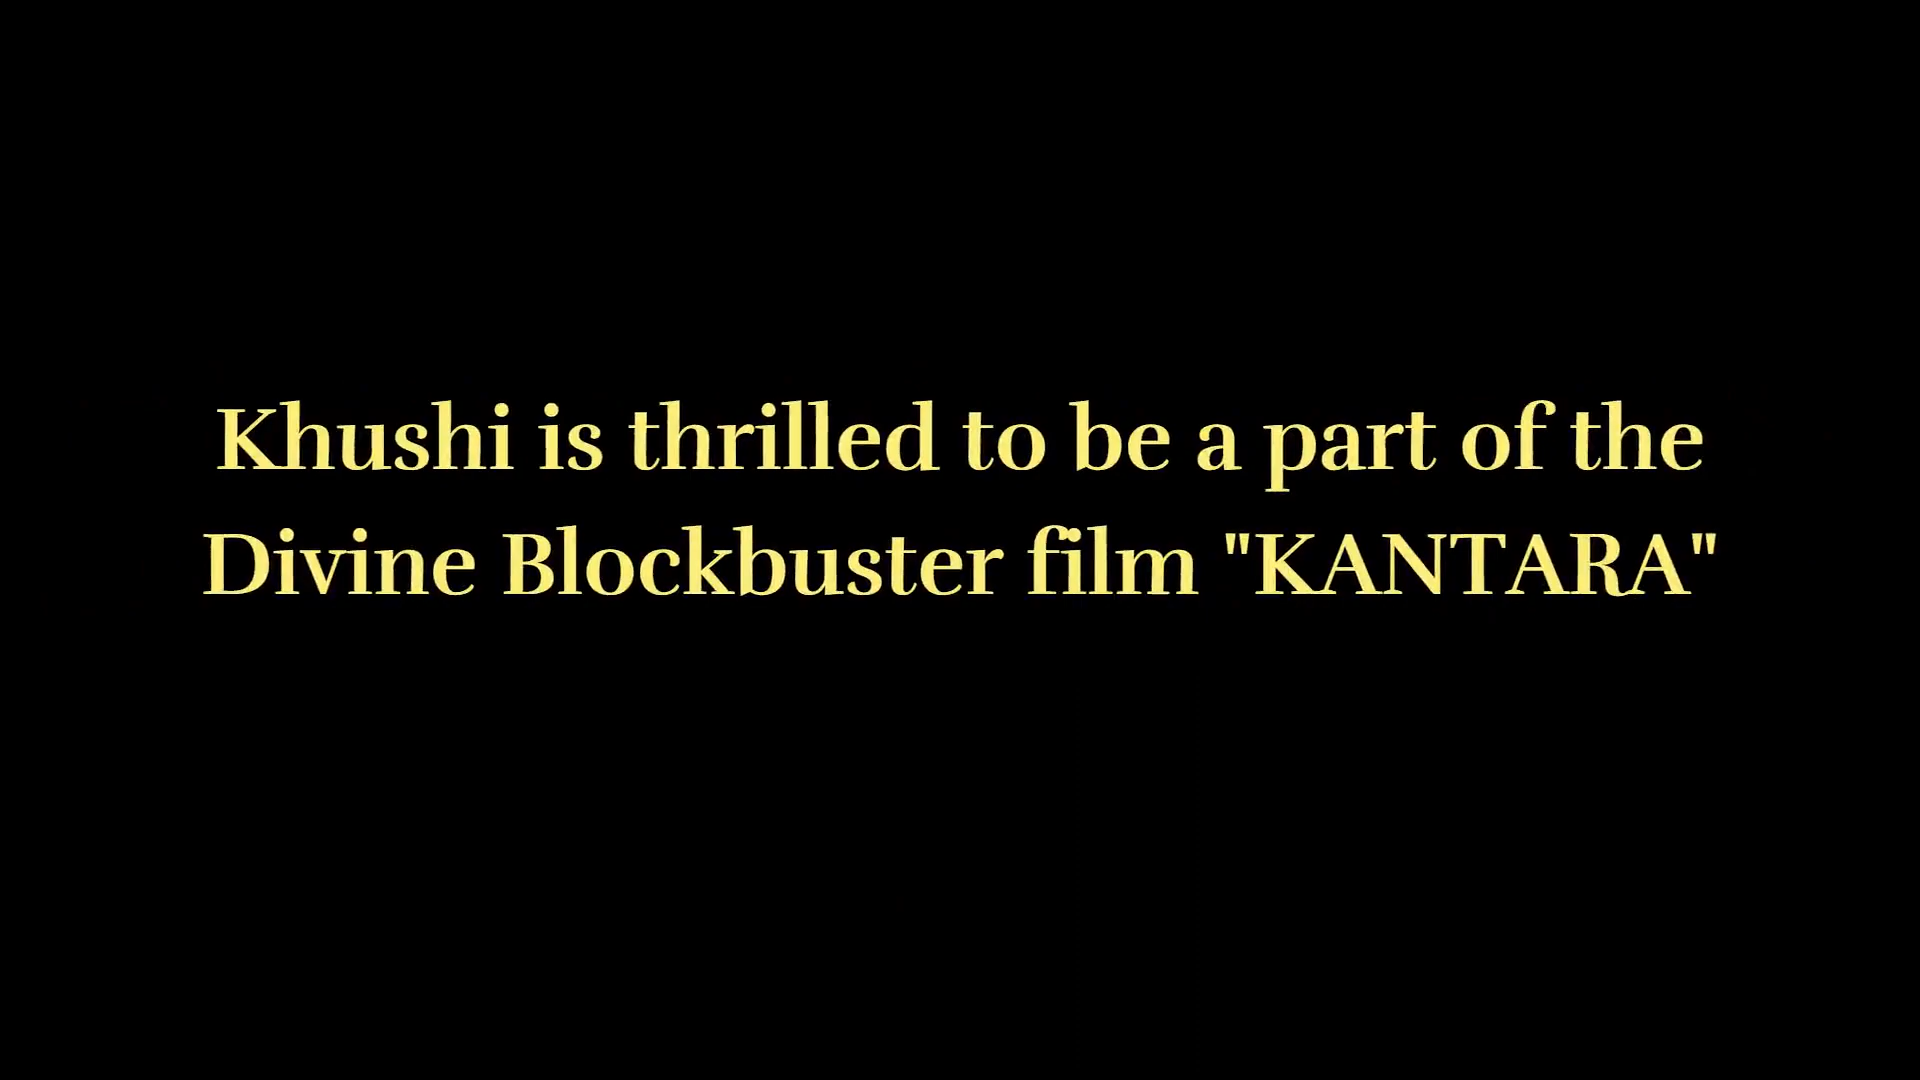 Khushi is thrilled to be a part of the
Divine Blockbuster film "KANTARA"